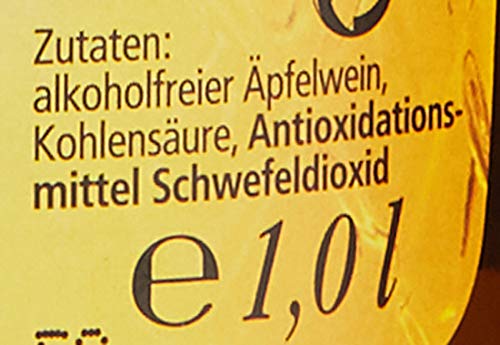 Zutaten:
alkoholfreier Äpfelwein,
Kohlensäure, Antioxidations-
mittel Schwefeldioxid
℮ 1,0 l